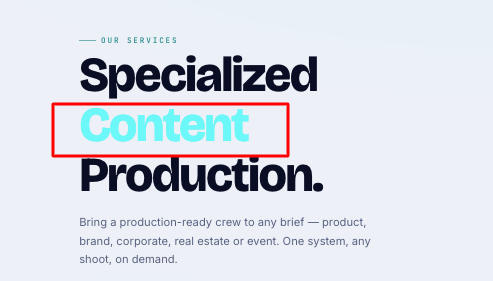 OUR SERVICES
Specialized
Content
Production.
Bring a production-ready crew to any brief — product,
brand, corporate, real estate or event. One system, any
shoot, on demand.